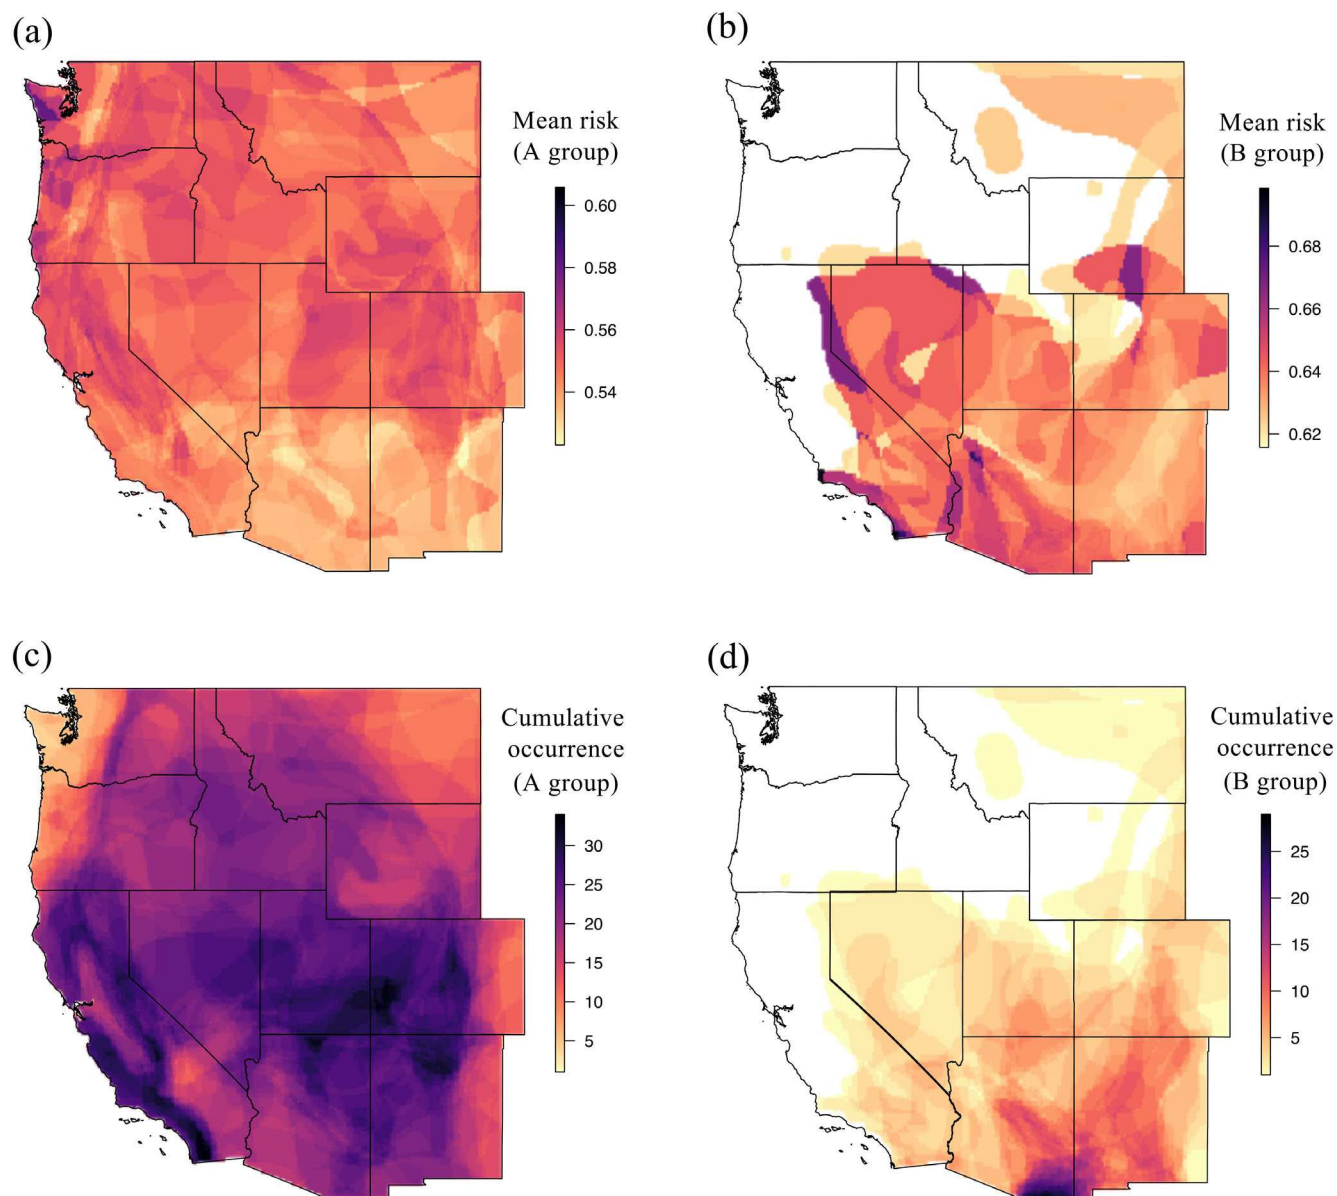 (a)
Mean risk
(A group)
0.60
0.58
0.56
0.54
(b)
Mean risk
(B group)
0.68
0.66
0.64
0.62
(c)
Cumulative
occurrence
(A group)
30
25
20
15
10
5
(d)
Cumulative
occurrence
(B group)
25
20
15
10
5